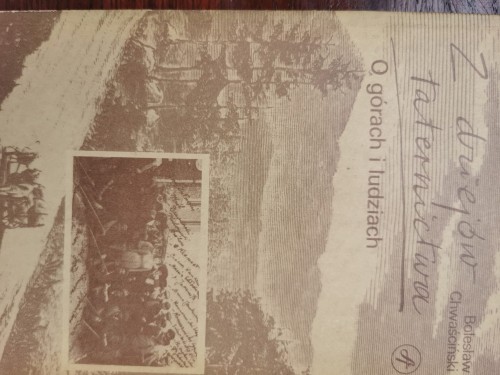 Bolesław
Chwaściński
Z dziejów
taternictwa
O górach i ludziach